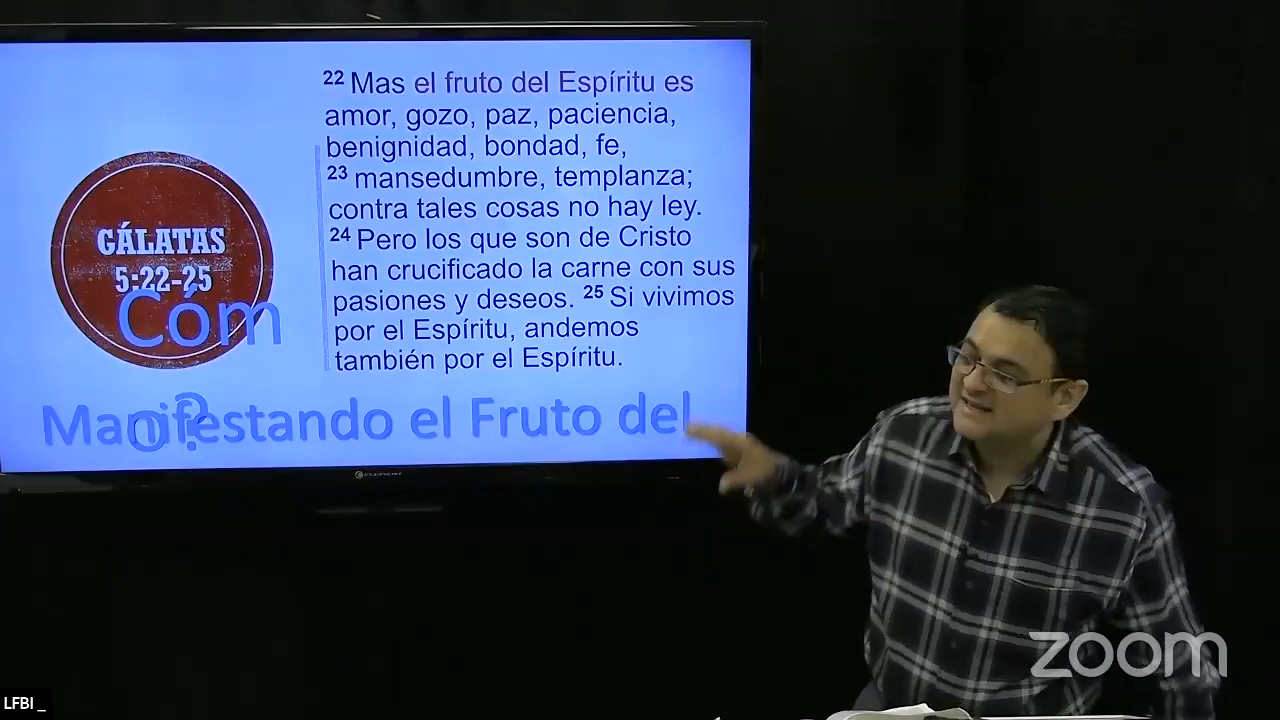 22 Mas el fruto del Espíritu es
amor, gozo, paz, paciencia,
benignidad, bondad, fe,
23 mansedumbre, templanza;
contra tales cosas no hay ley.
24 Pero los que son de Cristo
han crucificado la carne con sus
pasiones y deseos. 25 Si vivimos
por el Espíritu, andemos
también por el Espíritu.
GÁLATAS
5:22-25
Cóm
o?
Manifestando el Fruto del
ELEMENT
zoom
LFBI _